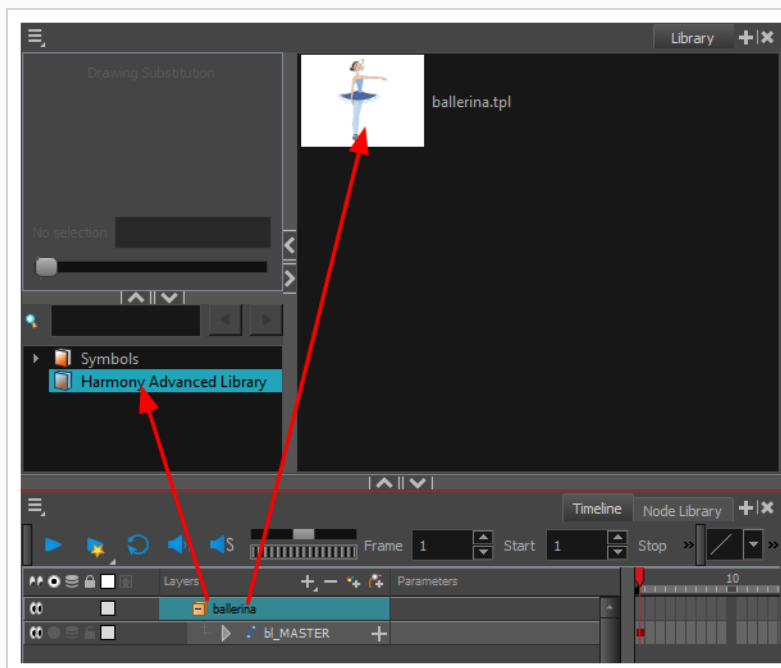 Library
Drawing Substitution
ballerina.tpl
No selection
Symbols
Harmony Advanced Library
Timeline
Node Library
S
Frame 1 Start 1 Stop
Layers Parameters 10
ballerina
bl_MASTER